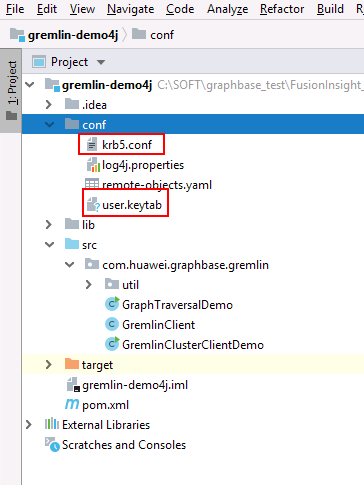 File Edit View Navigate Code Analyze Refactor
gremlin-demo4j conf
Project
1: Project
gremlin-demo4j C:\SOFT\graphbase_test\FusionInsight_
.idea
conf
krb5.conf
log4j.properties
remote-objects.yaml
user.keytab
lib
src
com.huawei.graphbase.gremlin
util
GraphTraversalDemo
GremlinClient
GremlinClusterClientDemo
target
gremlin-demo4j.iml
pom.xml
External Libraries
Scratches and Consoles